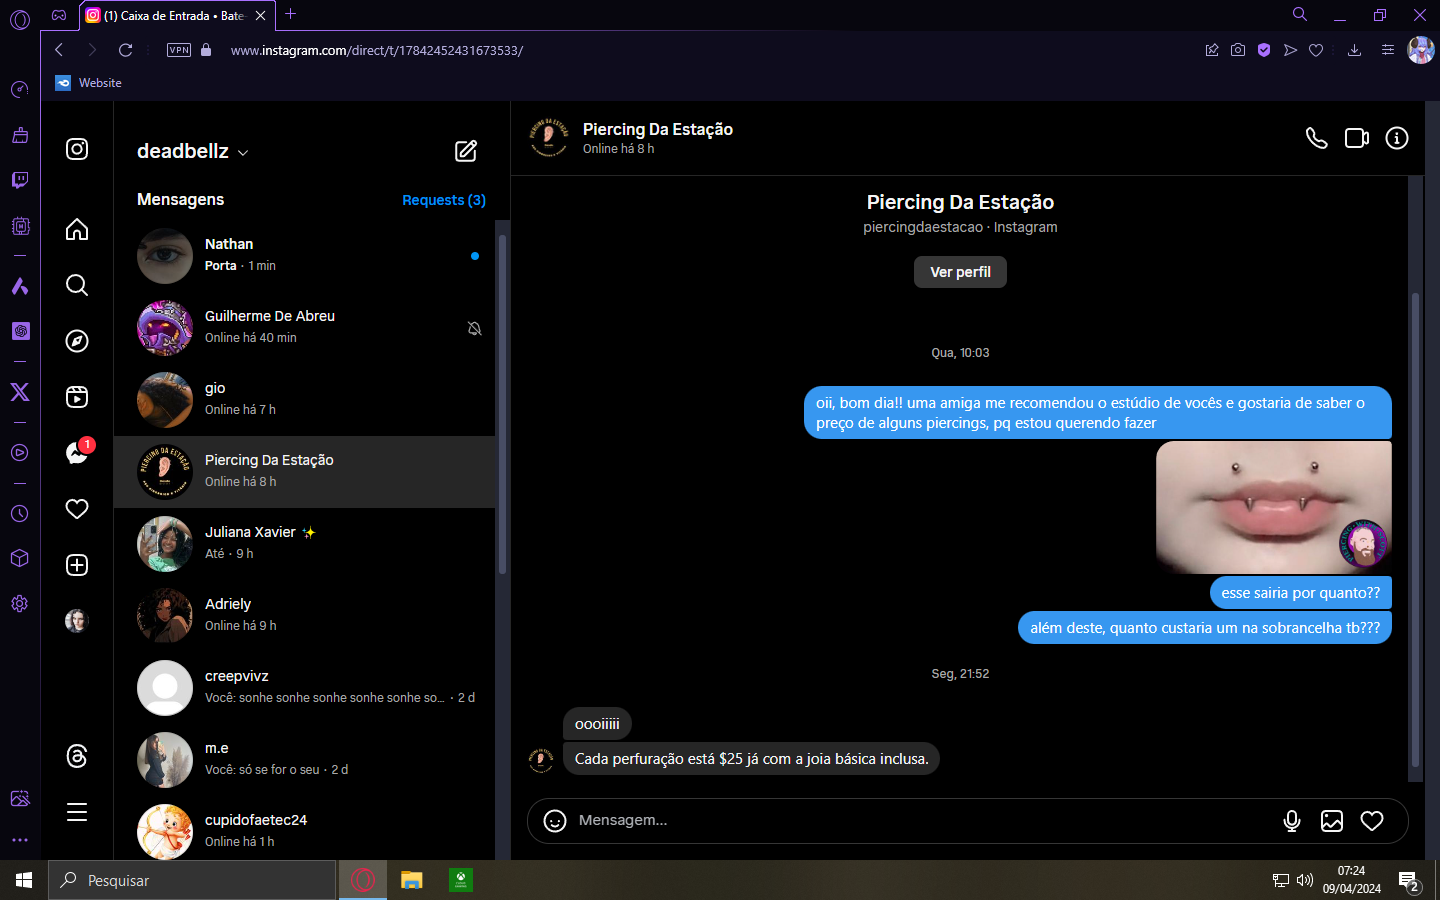 (1) Caixa de Entrada • Bate-
VPN
www.instagram.com/direct/t/17842452431673533/
Website
deadbellz
Mensagens
Requests (3)
Nathan
Porta · 1 min
Guilherme De Abreu
Online há 40 min
gio
Online há 7 h
Piercing Da Estação
Online há 8 h
Juliana Xavier ✨
Até · 9 h
Adriely
Online há 9 h
creepvivz
Você: sonhe sonhe sonhe sonhe sonhe so... · 2 d
m.e
Você: só se for o seu · 2 d
cupidofaetec24
Online há 1 h
1
Piercing Da Estação
Online há 8 h
Piercing Da Estação
piercingdaestacao · Instagram
Ver perfil
Qua, 10:03
oii, bom dia!! uma amiga me recomendou o estúdio de vocês e gostaria de saber o
preço de alguns piercings, pq estou querendo fazer
esse sairia por quanto??
além deste, quanto custaria um na sobrancelha tb???
Seg, 21:52
oooiiiii
Cada perfuração está $25 já com a joia básica inclusa.
Mensagem...
Pesquisar
07:24
09/04/2024
2